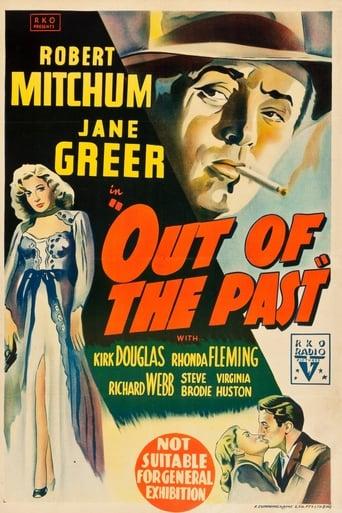 RKO
PRESENTS
ROBERT
MITCHUM
JANE
GREER
in
"OUT OF
THE PAST"
WITH
KIRK DOUGLAS RHONDA FLEMING
RICHARD WEBB STEVE BRODIE VIRGINIA HUSTON
RKO
RADIO
PICTURES
NOT
SUITABLE
FOR GENERAL
EXHIBITION